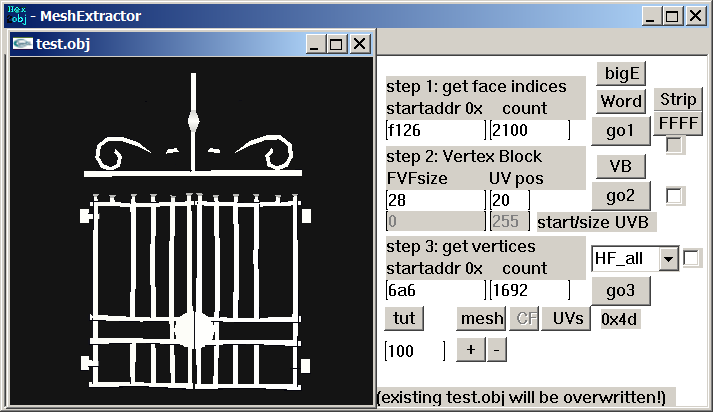 Hex
obj - MeshExtractor
test.obj
bigE
step 1: get face indices
startaddr 0x count
Word
Strip
f126 2100
go1
FFFF
step 2: Vertex Block
VB
FVFsize UV pos
28 20
go2
0 255 start/size UVB
step 3: get vertices
startaddr 0x count
HF_all
6a6 1692
go3
tut mesh CF UVs 0x4d
100 + -
(existing test.obj will be overwritten!)